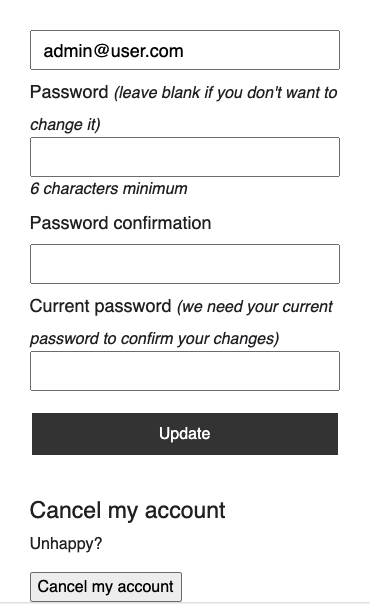 admin@user.com
Password (leave blank if you don't want to
change it)
6 characters minimum
Password confirmation
Current password (we need your current
password to confirm your changes)
Update
Cancel my account
Unhappy?
Cancel my account